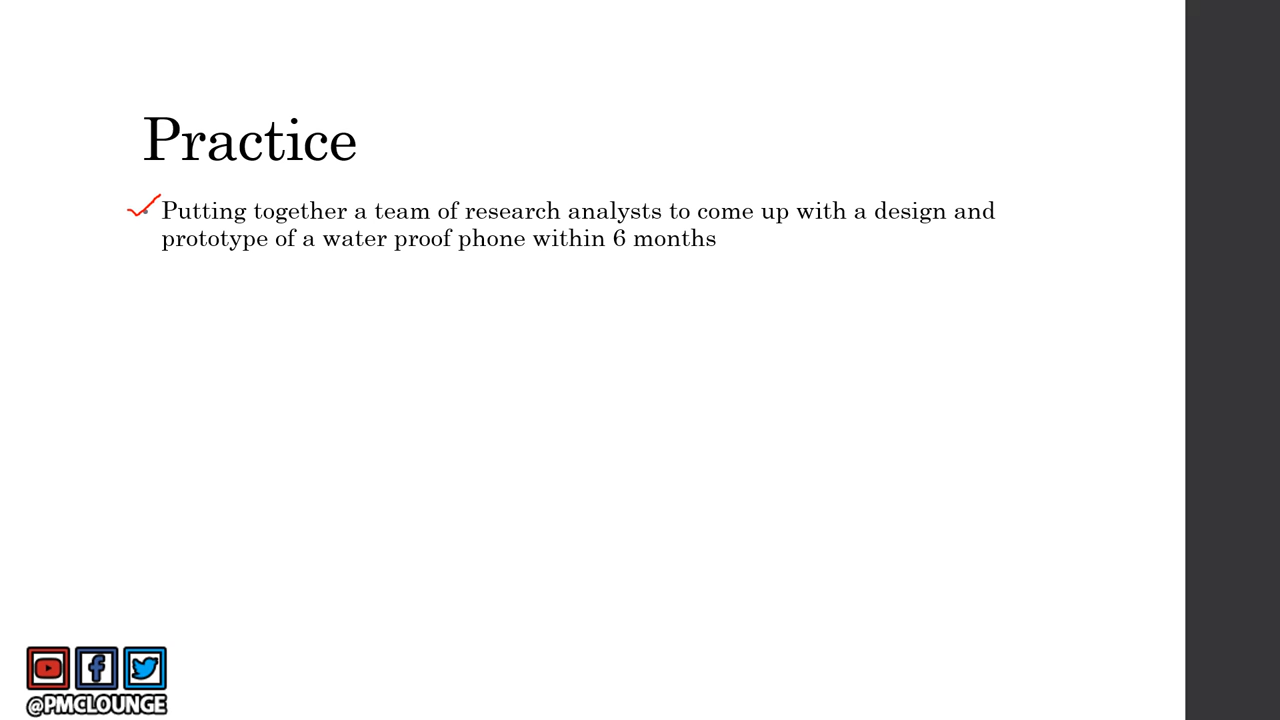 Practice
Putting together a team of research analysts to come up with a design and
prototype of a water proof phone within 6 months
@PMCLOUNGE